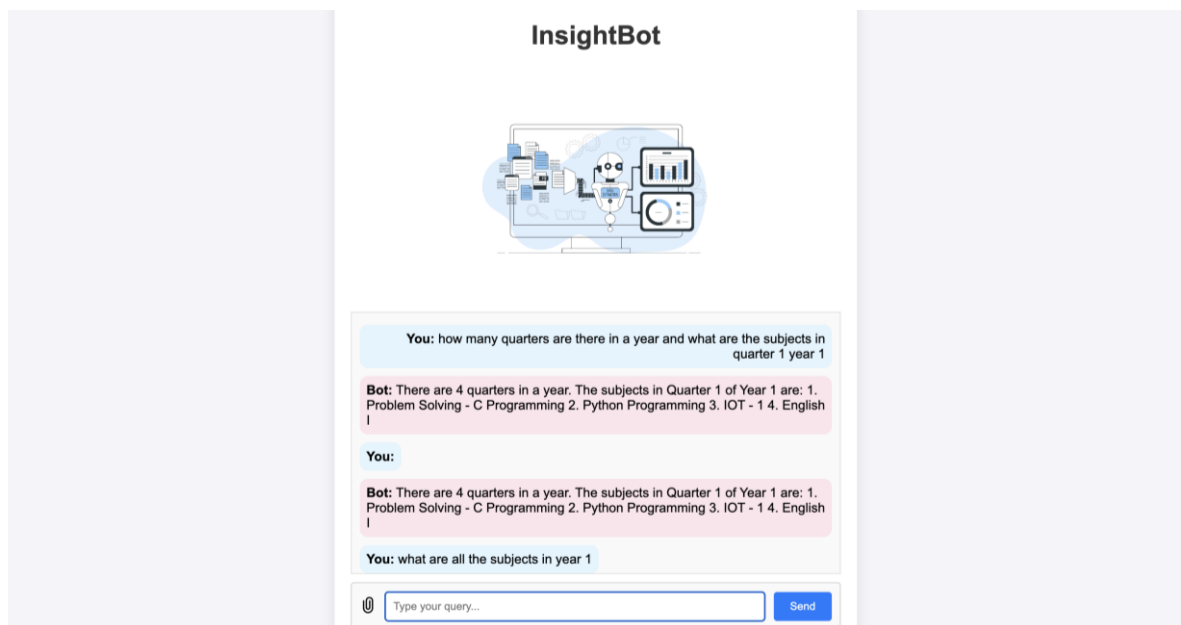 InsightBot
You: how many quarters are there in a year and what are the subjects in
quarter 1 year 1
Bot: There are 4 quarters in a year. The subjects in Quarter 1 of Year 1 are: 1.
Problem Solving - C Programming 2. Python Programming 3. IOT - 1 4. English
I
You:
Bot: There are 4 quarters in a year. The subjects in Quarter 1 of Year 1 are: 1.
Problem Solving - C Programming 2. Python Programming 3. IOT - 1 4. English
I
You: what are all the subjects in year 1
Type your query...
Send